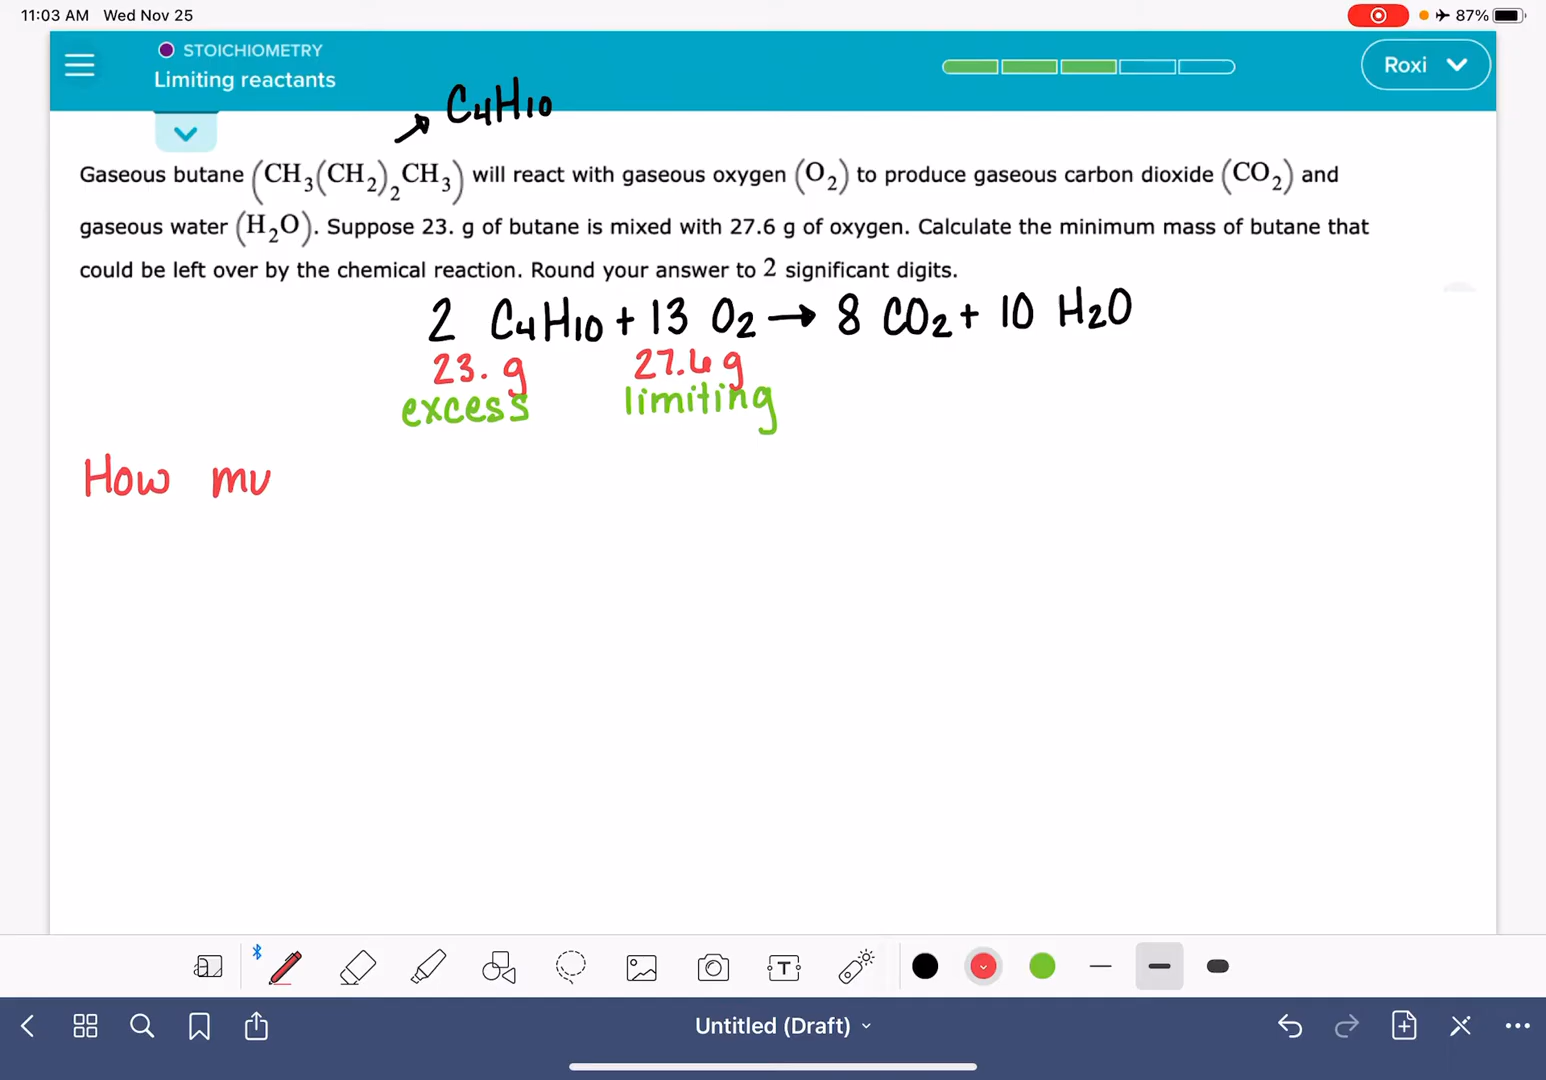 11:03 AM Wed Nov 25
87%
STOICHIOMETRY
Limiting reactants
Roxi
C4H10
Gaseous butane (CH3(CH2)2CH3) will react with gaseous oxygen (O2) to produce gaseous carbon dioxide (CO2) and
gaseous water (H2O). Suppose 23. g of butane is mixed with 27.6 g of oxygen. Calculate the minimum mass of butane that
could be left over by the chemical reaction. Round your answer to 2 significant digits.
2 C4H10 + 13 O2 → 8 CO2 + 10 H2O
23. g 27.6 g
excess limiting
How mu
Untitled (Draft)